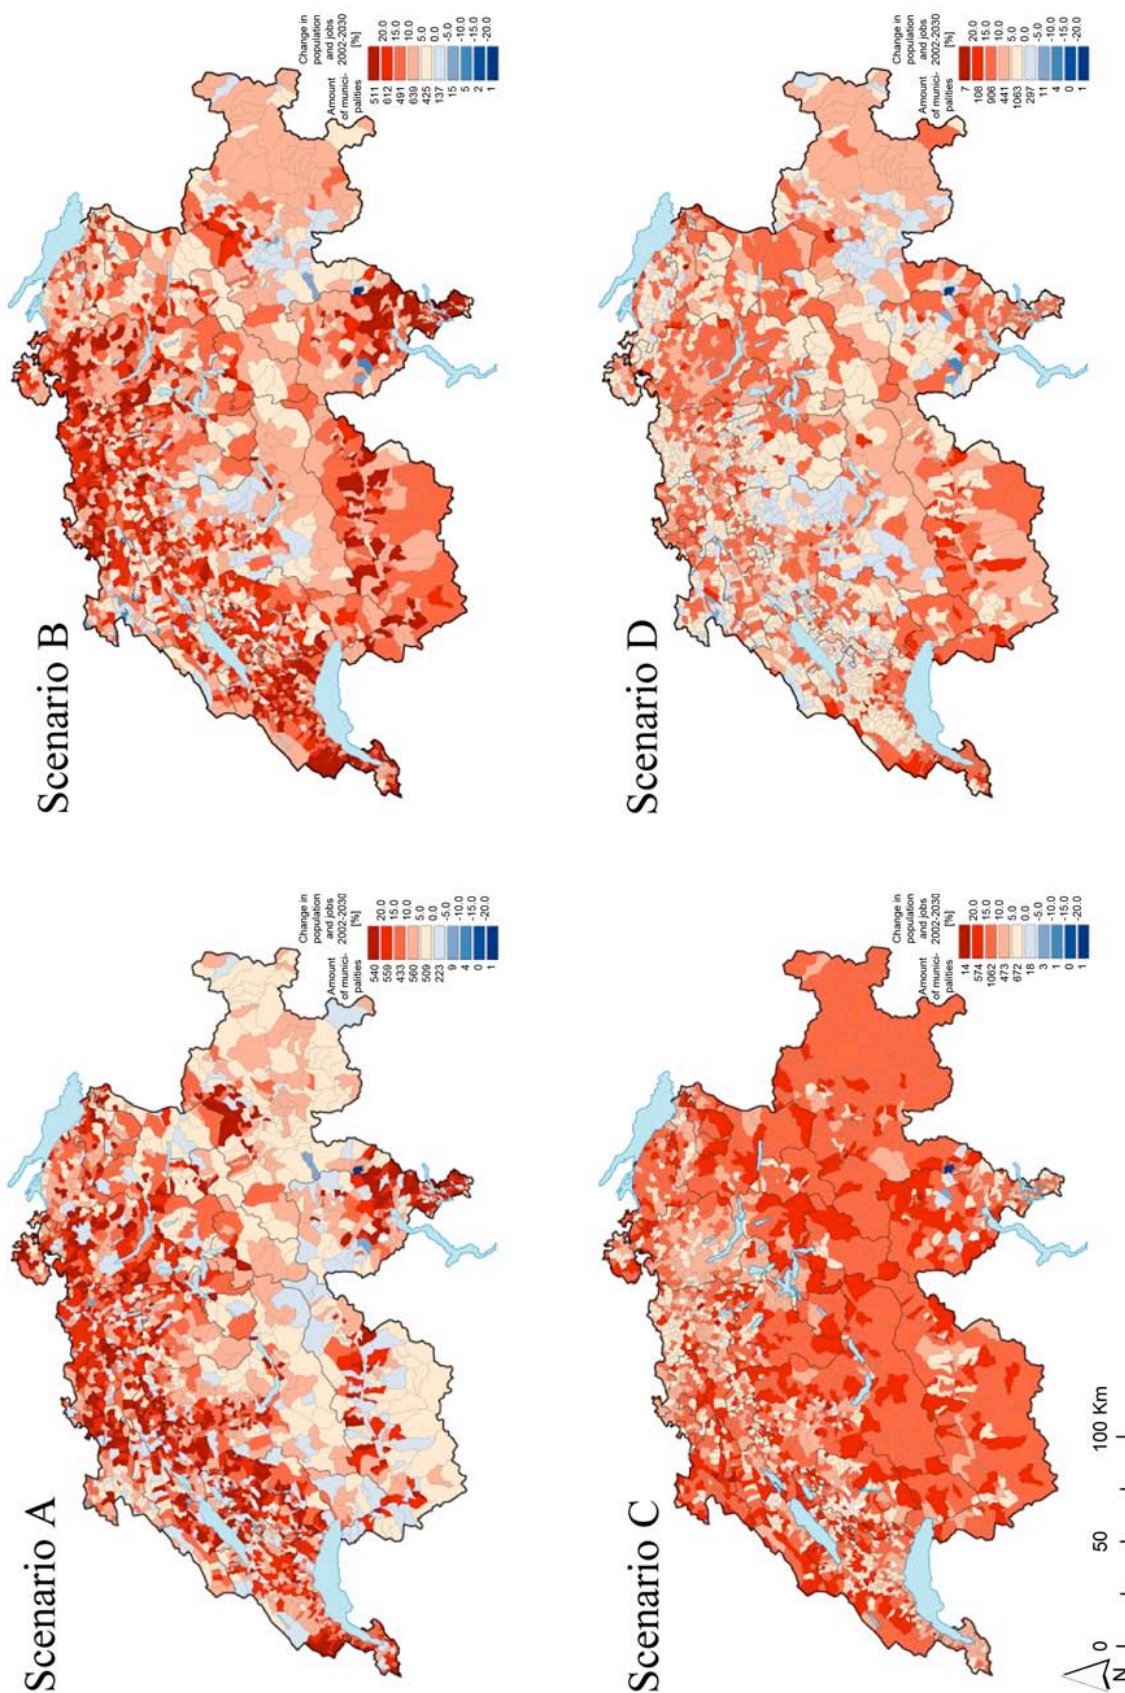 Scenario A
Amount
of munici-
palities
540
559
433
560
509
223
9
4
0
1
Change in
population
and jobs
2002-2030
[%]
20.0
15.0
10.0
5.0
0.0
-5.0
-10.0
-15.0
-20.0
Scenario B
Amount
of munici-
palities
511
612
491
639
425
137
15
5
2
1
Change in
population
and jobs
2002-2030
[%]
20.0
15.0
10.0
5.0
0.0
-5.0
-10.0
-15.0
-20.0
Scenario C
Amount
of munici-
palities
14
574
1062
473
672
18
3
1
0
1
Change in
population
and jobs
2002-2030
[%]
20.0
15.0
10.0
5.0
0.0
-5.0
-10.0
-15.0
-20.0
Scenario D
Amount
of munici-
palities
7
108
906
441
1063
297
11
4
0
1
Change in
population
and jobs
2002-2030
[%]
20.0
15.0
10.0
5.0
0.0
-5.0
-10.0
-15.0
-20.0
N
0 50 100 Km